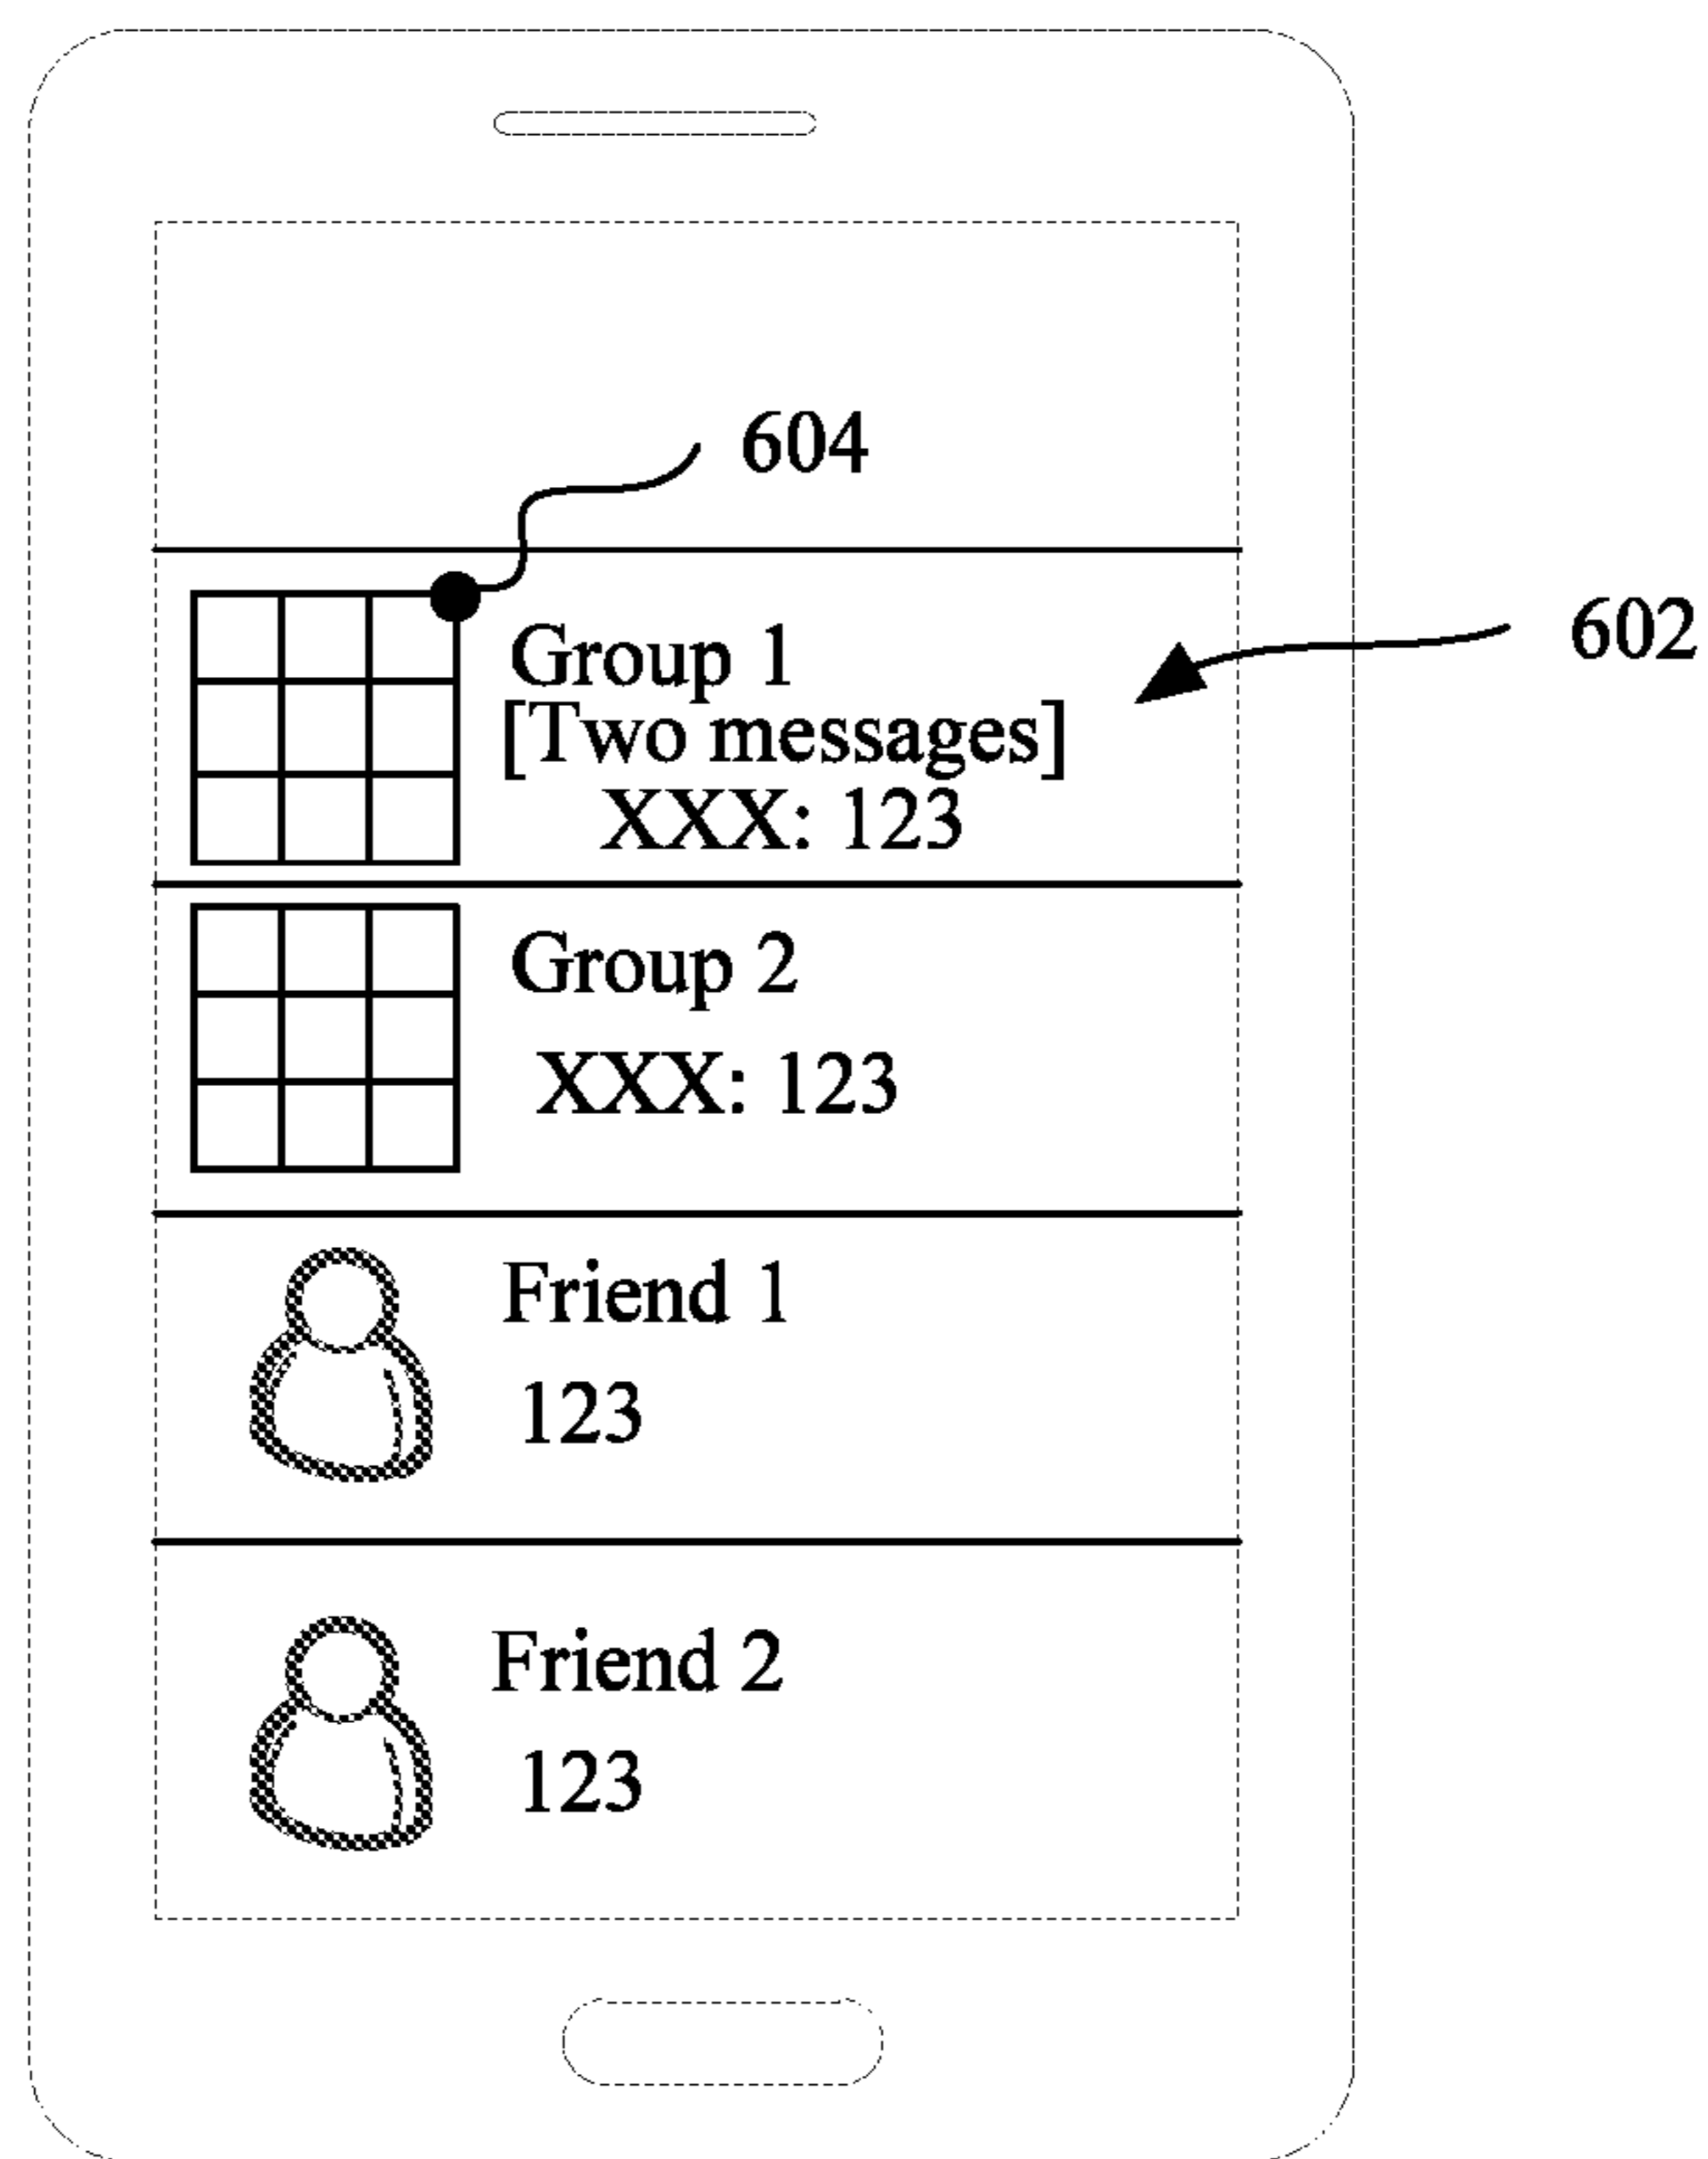 604
602
Group 1
[Two messages]
XXX: 123
Group 2
XXX: 123
Friend 1
123
Friend 2
123